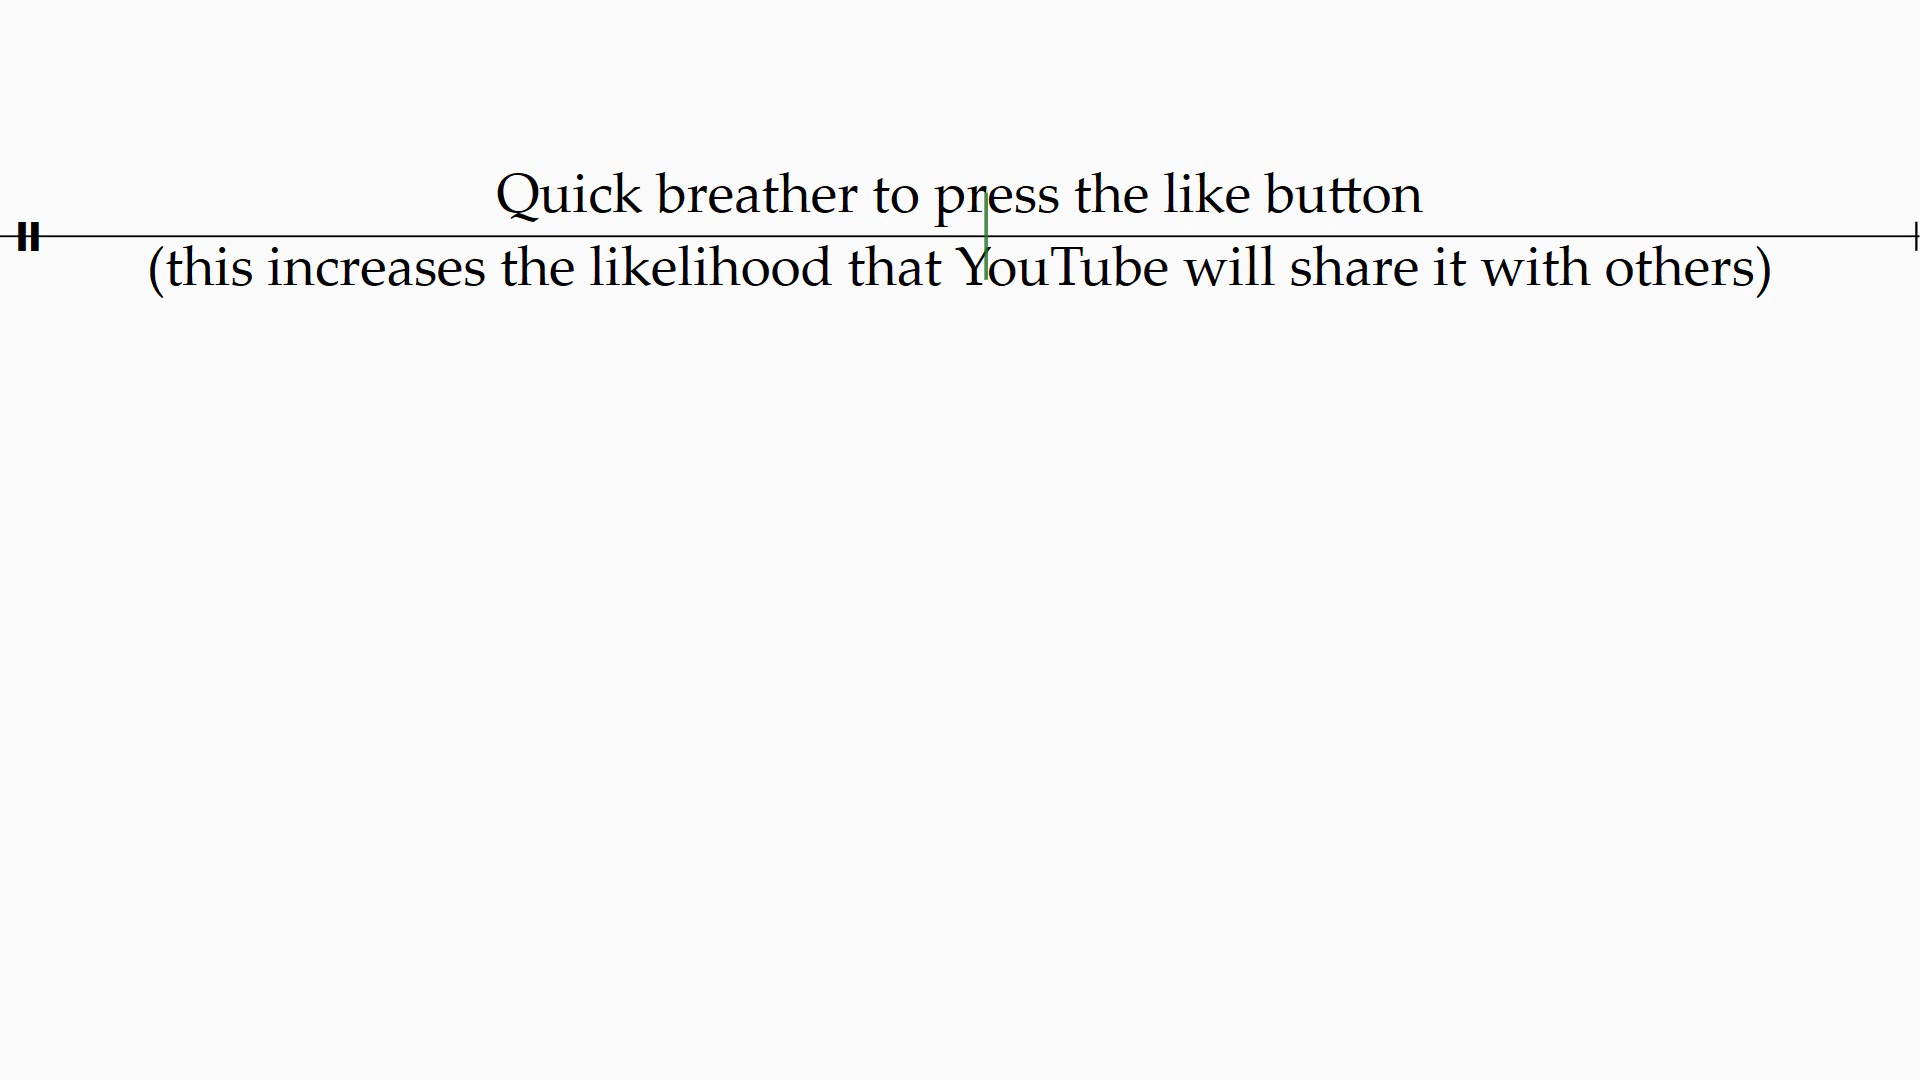 Quick breather to press the like button
(this increases the likelihood that YouTube will share it with others)